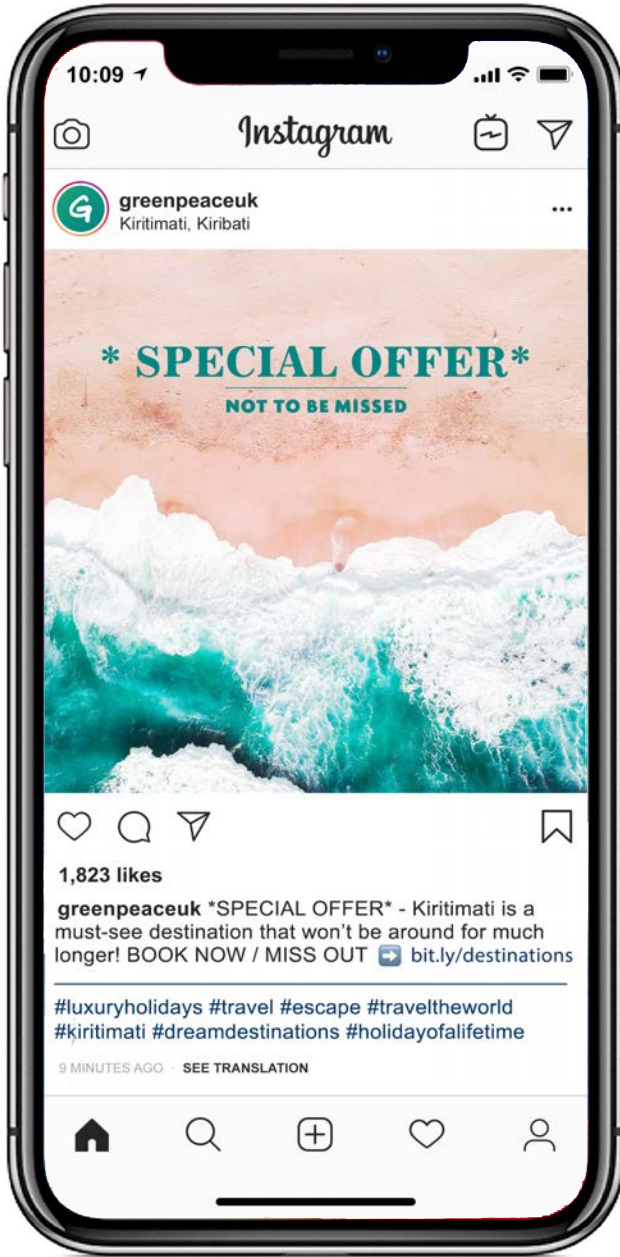 10:09
Instagram
greenpeaceuk
Kiritimati, Kiribati
* SPECIAL OFFER*
NOT TO BE MISSED
1,823 likes
greenpeaceuk *SPECIAL OFFER* - Kiritimati is a
must-see destination that won't be around for much
longer! BOOK NOW / MISS OUT ➡️ bit.ly/destinations
#luxuryholidays #travel #escape #traveltheworld
#kiritimati #dreamdestinations #holidayofalifetime
9 MINUTES AGO · SEE TRANSLATION